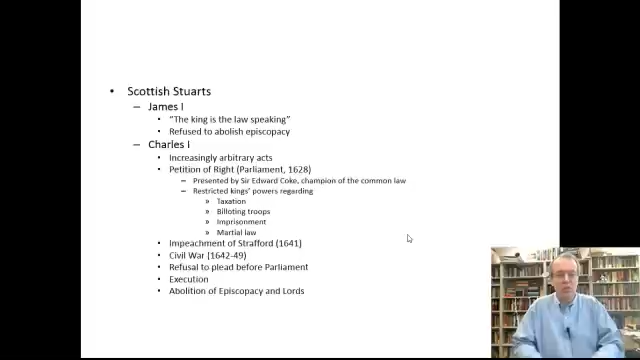 • Scottish Stuarts
– James I
• "The king is the law speaking"
• Refused to abolish episcopacy
– Charles I
• Increasingly arbitrary acts
• Petition of Right (Parliament, 1628)
– Presented by Sir Edward Coke, champion of the common law
– Restricted kings' powers regarding
» Taxation
» Billoting troops
» Imprisonment
» Martial law
• Impeachment of Strafford (1641)
• Civil War (1642-49)
• Refusal to plead before Parliament
• Execution
• Abolition of Episcopacy and Lords